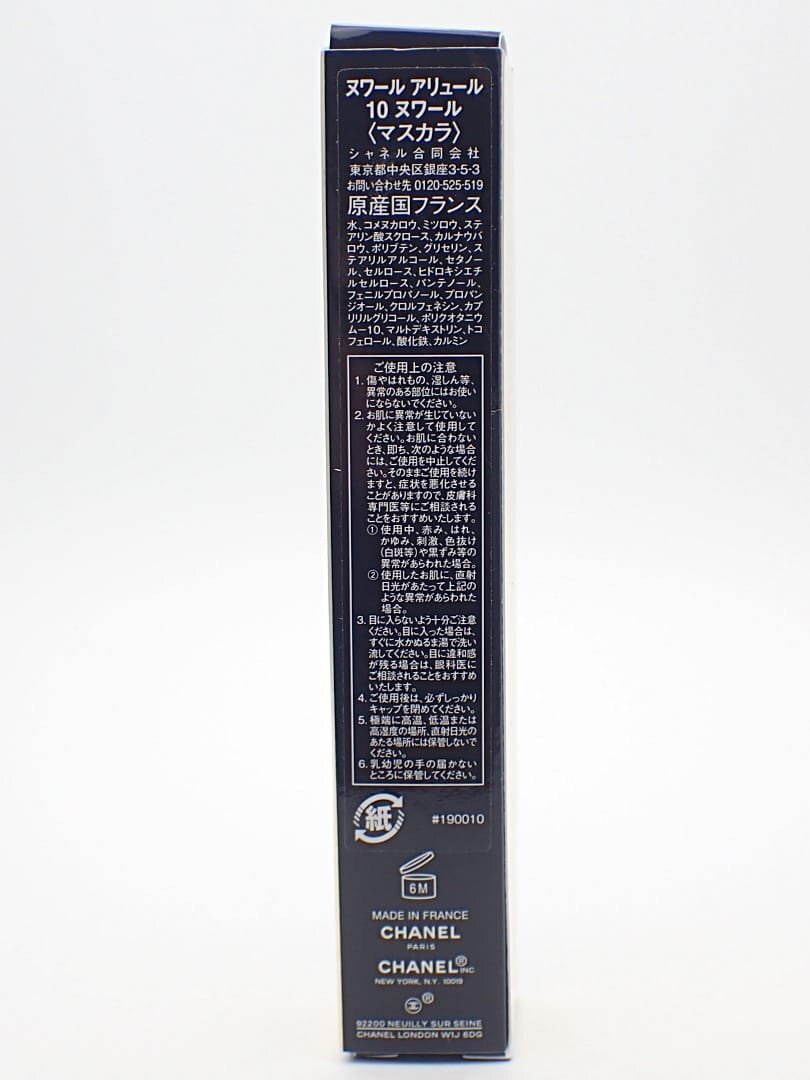 ヌワール アリュール
10 ヌワール
〈マスカラ〉
シャネル合同会社
東京都中央区銀座3-5-3
お問い合わせ先 0120-525-519
原産国フランス
水、コメヌカロウ、ミツロウ、ステ
アリン酸スクロース、カルナウバ
ロウ、ポリブテン、グリセリン、ス
テアリルアルコール、セタノー
ル、セルロース、ヒドロキシエチ
ルセルロース、パンテノール、
フェニルプロパノール、プロパン
ジオール、クロルフェネシン、カプ
リリルグリコール、ポリクオタニウ
ム－10、マルトデキストリン、トコ
フェロール、酸化鉄、カルミン
ご使用上の注意
1. 傷やはれもの、湿しん等、
異常のある部位にはお使い
にならないでください。
2. お肌に異常が生じていない
かよく注意して使用して
ください。お肌に合わない
とき、即ち、次のような場合
には、ご使用を中止してくだ
さい。そのままご使用を続け
ますと、症状を悪化させる
ことがありますので、皮膚科
専門医等にご相談される
ことをおすすめいたします。
① 使用中、赤み、はれ、
かゆみ、刺激、色抜け
(白斑等)や黒ずみ等の
異常があらわれた場合。
② 使用したお肌に、直射
日光があたって上記の
ような異常があらわれた
場合。
3. 目に入らないよう十分ご注意
ください。目に入った場合は、
すぐに水かぬるま湯で洗い
流してください。目に違和感
が残る場合は、眼科医に
ご相談されることをおすすめ
いたします。
4. ご使用後は、必ずしっかり
キャップを閉めてください。
5. 極端に高温、低温または
高湿度の場所、直射日光の
あたる場所には保管しないで
ください。
6. 乳幼児の手の届かない
ところに保管してください。
紙
#190010
6M
MADE IN FRANCE
CHANEL
PARIS
CHANEL® INC
NEW YORK, N.Y. 10019
®
92200 NEUILLY SUR SEINE
CHANEL LONDON W1J 6DG